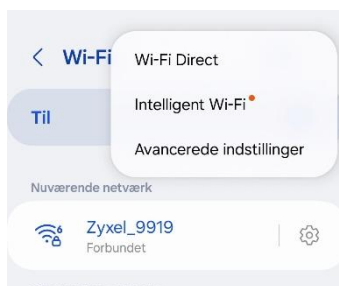 Wi-Fi
Wi-Fi Direct
Intelligent Wi-Fi
Avancerede indstillinger
Til
Nuværende netværk
Zyxel_9919
Forbundet